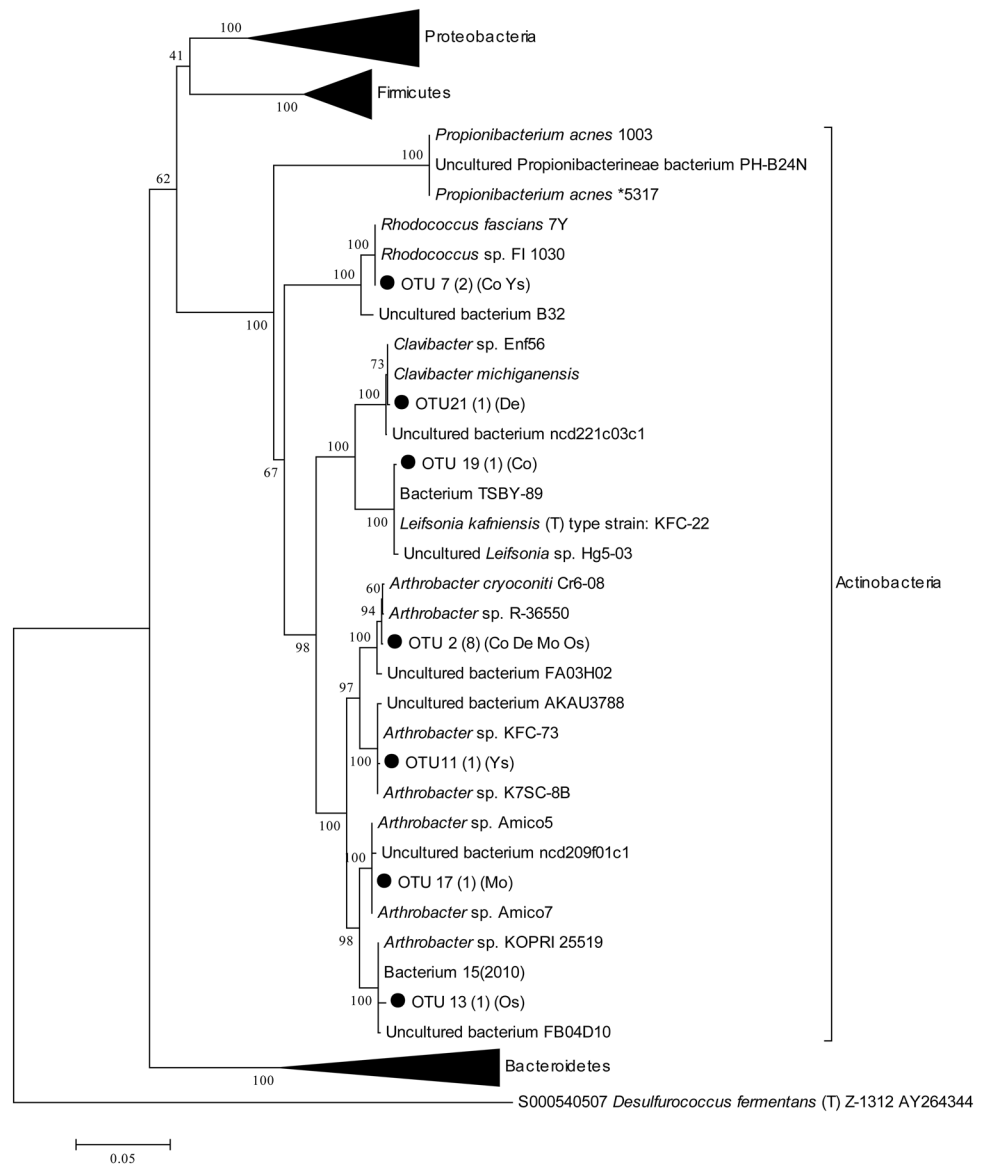 100
Proteobacteria
41
Firmicutes
100
Propionibacterium acnes 1003
100
Uncultured Propionibacterineae bacterium PH-B24N
62
Propionibacterium acnes *5317
Rhodococcus fascians 7Y
100
Rhodococcus sp. FI 1030
100
OTU 7 (2) (Co Ys)
Uncultured bacterium B32
100
Clavibacter sp. Enf56
73
Clavibacter michiganensis
100
OTU21 (1) (De)
Uncultured bacterium ncd221c03c1
100
OTU 19 (1) (Co)
67
Bacterium TSBY-89
100
Leifsonia kafniensis (T) type strain: KFC-22
Uncultured Leifsonia sp. Hg5-03
Arthrobacter cryoconiti Cr6-08
Actinobacteria
60
94
Arthrobacter sp. R-36550
100
OTU 2 (8) (Co De Mo Os)
98
Uncultured bacterium FA03H02
97
Uncultured bacterium AKAU3788
Arthrobacter sp. KFC-73
100
OTU11 (1) (Ys)
Arthrobacter sp. K7SC-8B
100
Arthrobacter sp. Amico5
100
Uncultured bacterium ncd209f01c1
OTU 17 (1) (Mo)
Arthrobacter sp. Amico7
98
Arthrobacter sp. KOPRI 25519
Bacterium 15(2010)
100
OTU 13 (1) (Os)
Uncultured bacterium FB04D10
Bacteroidetes
100
S000540507 Desulfurococcus fermentans (T) Z-1312 AY264344
0.05